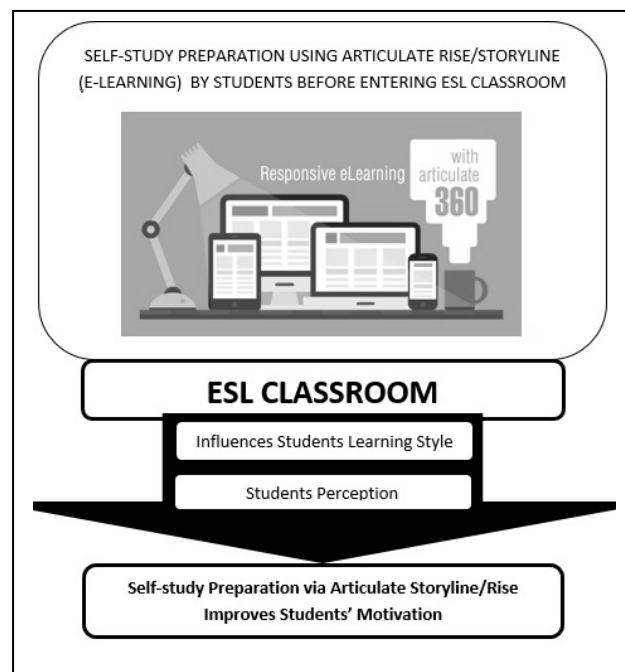 SELF-STUDY PREPARATION USING ARTICULATE RISE/STORYLINE
(E-LEARNING) BY STUDENTS BEFORE ENTERING ESL CLASSROOM
Responsive eLearning
with
articulate
360
ESL CLASSROOM
Influences Students Learning Style
Students Perception
Self-study Preparation via Articulate Storyline/Rise
Improves Students' Motivation